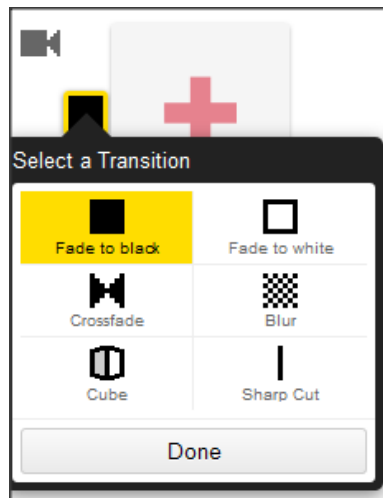 Select a Transition
Fade to black
Fade to white
Crossfade
Blur
Cube
Sharp Cut
Done